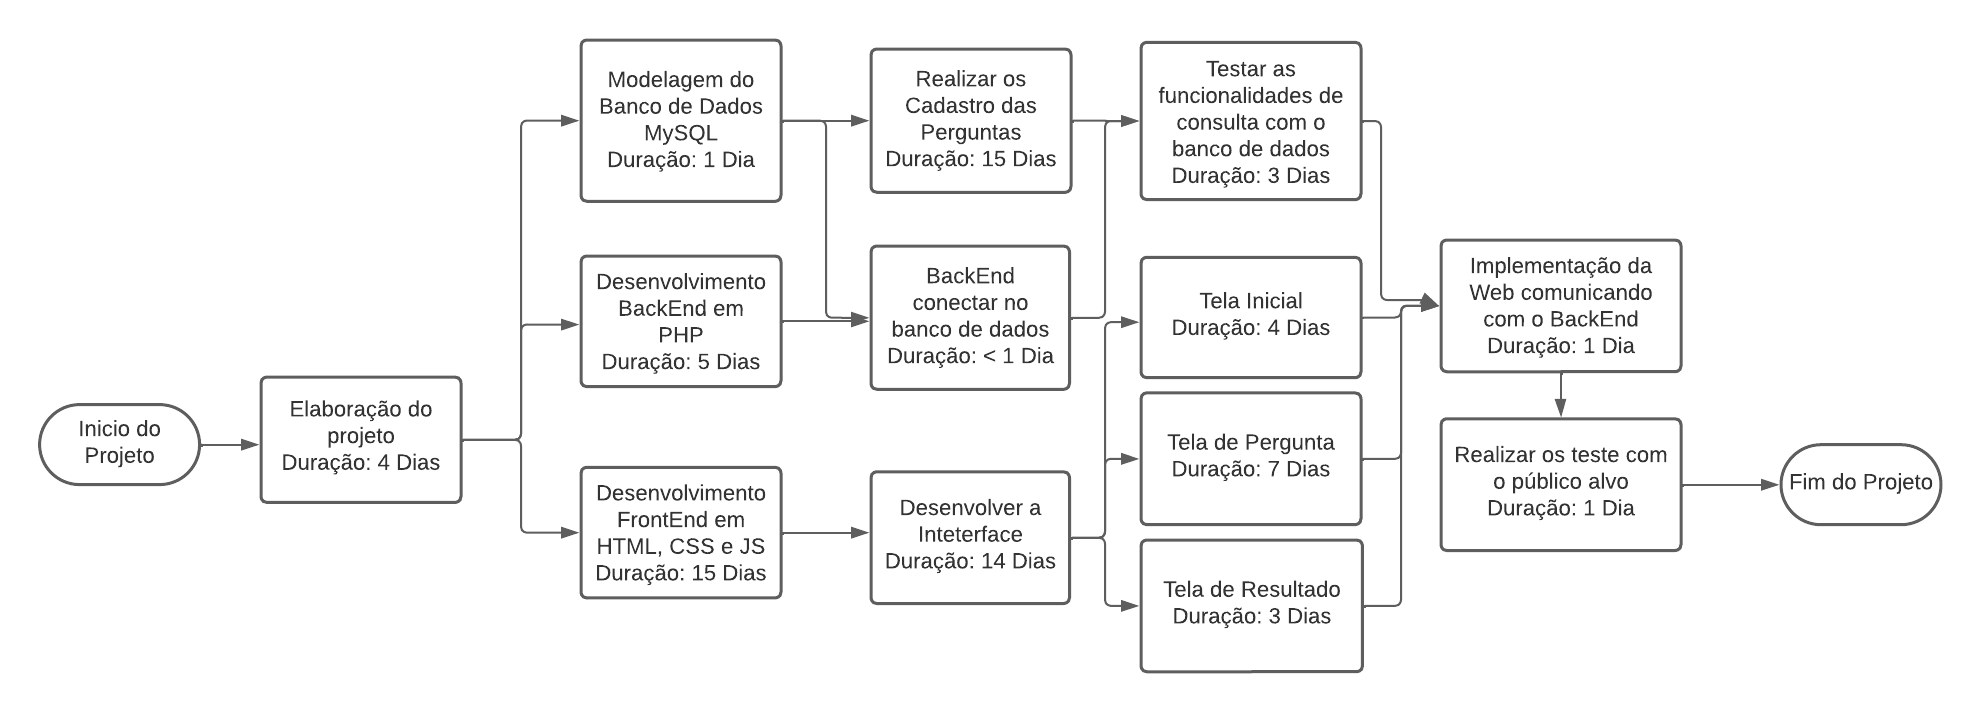 Inicio do
Projeto
Elaboração do
projeto
Duração: 4 Dias
Modelagem do
Banco de Dados
MySQL
Duração: 1 Dia
Desenvolvimento
BackEnd em
PHP
Duração: 5 Dias
Desenvolvimento
FrontEnd em
HTML, CSS e JS
Duração: 15 Dias
Realizar os
Cadastro das
Perguntas
Duração: 15 Dias
BackEnd
conectar no
banco de dados
Duração: < 1 Dia
Desenvolver a
Inteterface
Duração: 14 Dias
Testar as
funcionalidades de
consulta com o
banco de dados
Duração: 3 Dias
Tela Inicial
Duração: 4 Dias
Tela de Pergunta
Duração: 7 Dias
Tela de Resultado
Duração: 3 Dias
Implementação da
Web comunicando
com o BackEnd
Duração: 1 Dia
Realizar os teste com
o público alvo
Duração: 1 Dia
Fim do Projeto